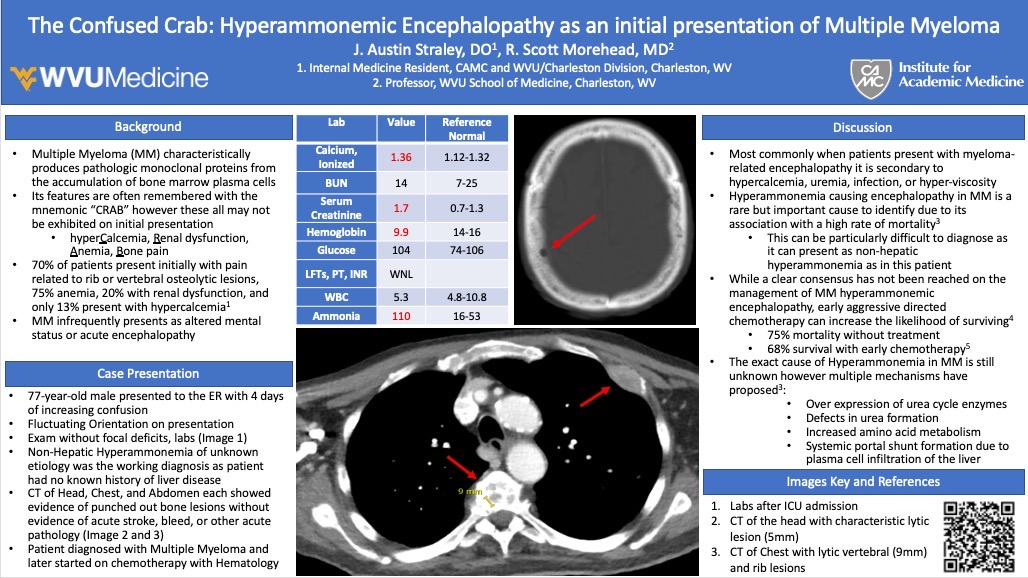 The Confused Crab: Hyperammonemic Encephalopathy as an initial presentation of Multiple Myeloma
J. Austin Straley, DO1, R. Scott Morehead, MD2
1. Internal Medicine Resident, CAMC and WVU/Charleston Division, Charleston, WV
2. Professor, WVU School of Medicine, Charleston, WV
WVUMedicine
CAMC
Institute for
Academic Medicine
Background
• Multiple Myeloma (MM) characteristically
produces pathologic monoclonal proteins from
the accumulation of bone marrow plasma cells
• Its features are often remembered with the
mnemonic “CRAB” however these all may not
be exhibited on initial presentation
• hyperCalcemia, Renal dysfunction,
Anemia, Bone pain
• 70% of patients present initially with pain
related to rib or vertebral osteolytic lesions,
75% anemia, 20% with renal dysfunction, and
only 13% present with hypercalcemia1
• MM infrequently presents as altered mental
status or acute encephalopathy
Case Presentation
• 77-year-old male presented to the ER with 4 days
of increasing confusion
• Fluctuating Orientation on presentation
• Exam without focal deficits, labs (Image 1)
• Non-Hepatic Hyperammonemia of unknown
etiology was the working diagnosis as patient
had no known history of liver disease
• CT of Head, Chest, and Abdomen each showed
evidence of punched out bone lesions without
evidence of acute stroke, bleed, or other acute
pathology (Image 2 and 3)
• Patient diagnosed with Multiple Myeloma and
later started on chemotherapy with Hematology
Lab Value Reference
Normal
Calcium,
Ionized 1.36 1.12-1.32
BUN 14 7-25
Serum
Creatinine 1.7 0.7-1.3
Hemoglobin 9.9 14-16
Glucose 104 74-106
LFTs, PT, INR WNL
WBC 5.3 4.8-10.8
Ammonia 110 16-53
9 mm
Discussion
• Most commonly when patients present with myeloma-
related encephalopathy it is secondary to
hypercalcemia, uremia, infection, or hyper-viscosity
• Hyperammonemia causing encephalopathy in MM is a
rare but important cause to identify due to its
association with a high rate of mortality3
• This can be particularly difficult to diagnose as
it can present as non-hepatic
hyperammonemia as in this patient
• While a clear consensus has not been reached on the
management of MM hyperammonemic
encephalopathy, early aggressive directed
chemotherapy can increase the likelihood of surviving4
• 75% mortality without treatment
• 68% survival with early chemotherapy5
• The exact cause of Hyperammonemia in MM is still
unknown however multiple mechanisms have
proposed3:
• Over expression of urea cycle enzymes
• Defects in urea formation
• Increased amino acid metabolism
• Systemic portal shunt formation due to
plasma cell infiltration of the liver
Images Key and References
1. Labs after ICU admission
2. CT of the head with characteristic lytic
lesion (5mm)
3. CT of Chest with lytic vertebral (9mm)
and rib lesions